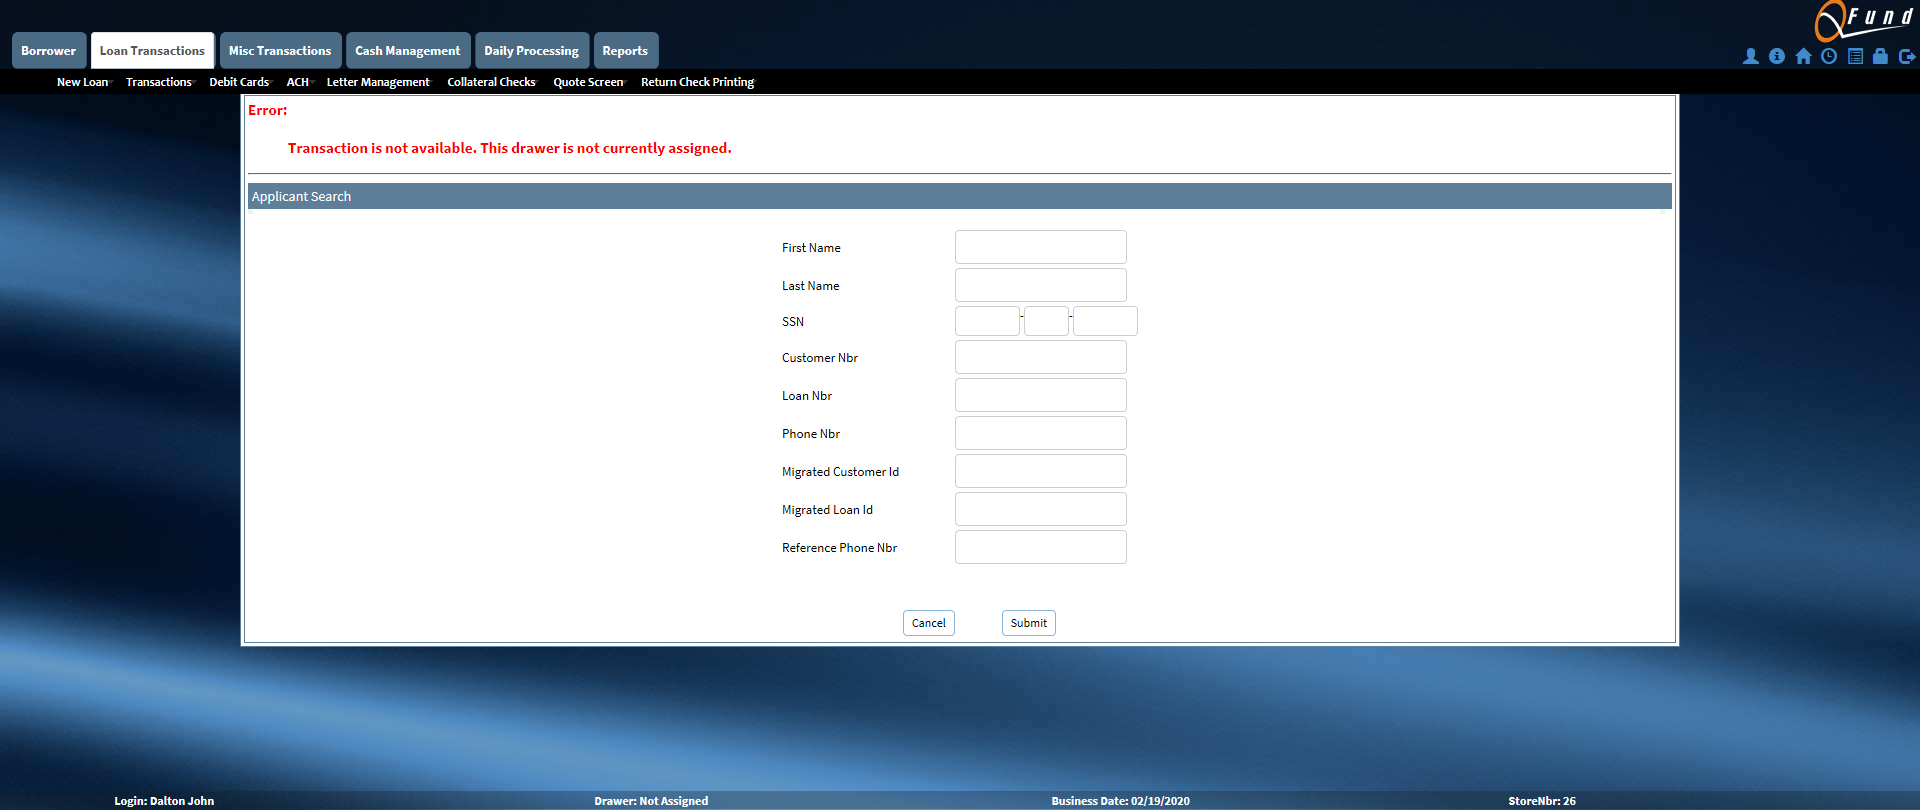 QFund
Borrower Loan Transactions Misc Transactions Cash Management Daily Processing Reports
New Loan Transactions Debit Cards ACH Letter Management Collateral Checks Quote Screen Return Check Printing
Error:
Transaction is not available. This drawer is not currently assigned.
Applicant Search
First Name
Last Name
SSN - -
Customer Nbr
Loan Nbr
Phone Nbr
Migrated Customer Id
Migrated Loan Id
Reference Phone Nbr
Cancel Submit
Login: Dalton John Drawer: Not Assigned Business Date: 02/19/2020 StoreNbr: 26